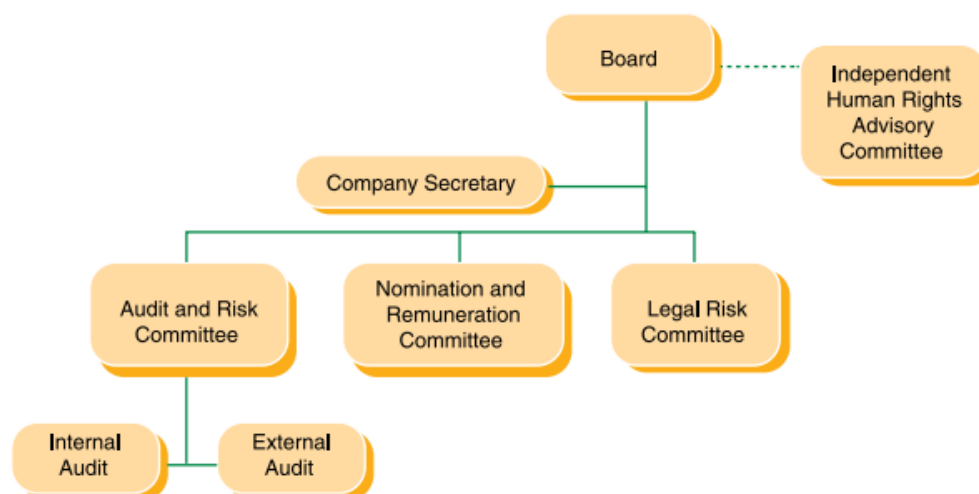 Board
Independent
Human Rights
Advisory
Committee
Company Secretary
Audit and Risk
Committee
Nomination and
Remuneration
Committee
Legal Risk
Committee
Internal
Audit
External
Audit